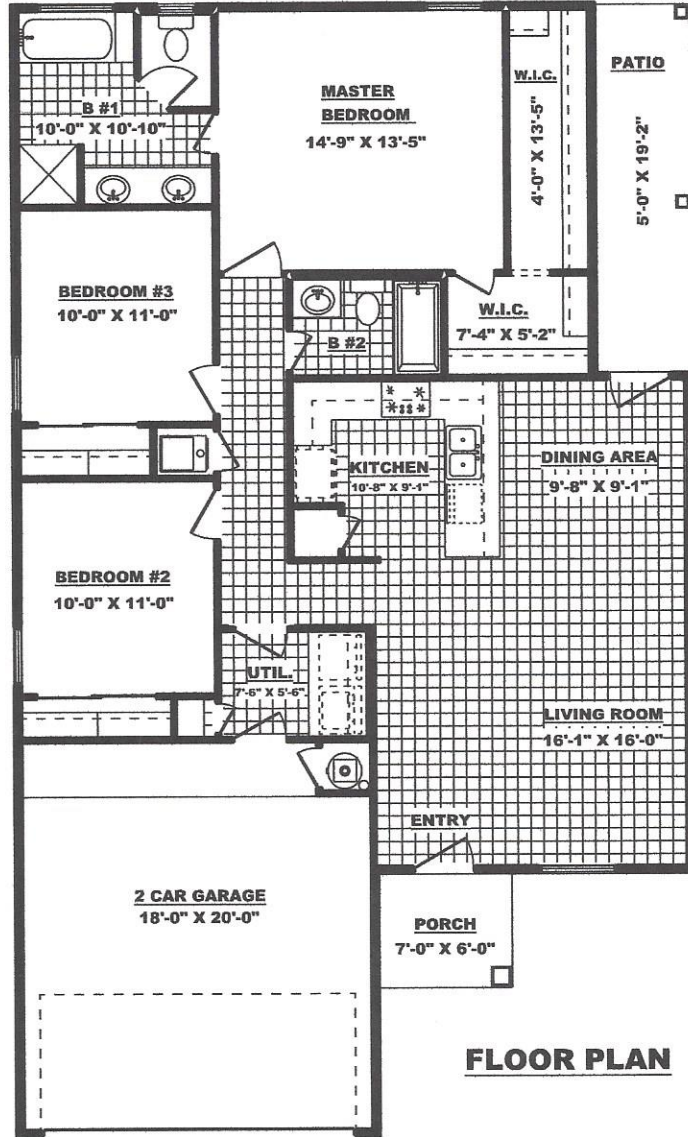 B #1
10'-0" X 10'-10"
MASTER
BEDROOM
14'-9" X 13'-5"
W.I.C.
4'-0" X 13'-5"
PATIO
5'-0" X 19'-2"
BEDROOM #3
10'-0" X 11'-0"
B #2
W.I.C.
7'-4" X 5'-2"
KITCHEN
10'-8" X 9'-1"
DINING AREA
9'-8" X 9'-1"
BEDROOM #2
10'-0" X 11'-0"
UTIL.
7'-6" X 5'-6"
LIVING ROOM
16'-1" X 16'-0"
ENTRY
2 CAR GARAGE
18'-0" X 20'-0"
PORCH
7'-0" X 6'-0"
FLOOR PLAN